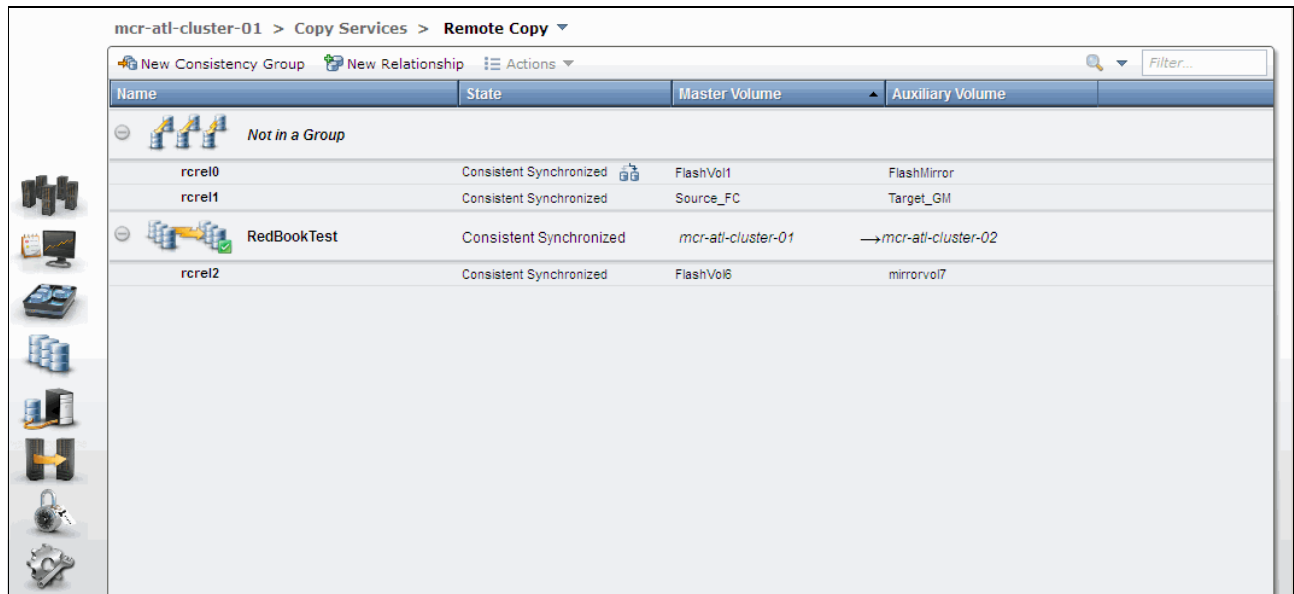 mcr-atl-cluster-01 > Copy Services > Remote Copy
New Consistency Group New Relationship Actions Filter...
Name State Master Volume Auxiliary Volume
Not in a Group
rcrel0 Consistent Synchronized FlashVol1 FlashMirror
rcrel1 Consistent Synchronized Source_FC Target_GM
RedBookTest Consistent Synchronized mcr-atl-cluster-01 →mcr-atl-cluster-02
rcrel2 Consistent Synchronized FlashVol6 mirrorvol7